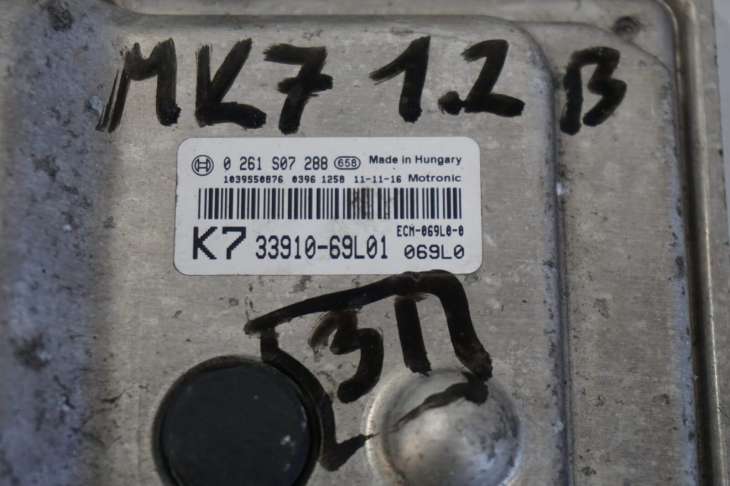 MK7 1.2 B
0 261 S07 288 658 Made in Hungary
1039S50876 0396 1258 11-11-16 Motronic
ECM-069L0-0
K7 33910-69L01 069L0